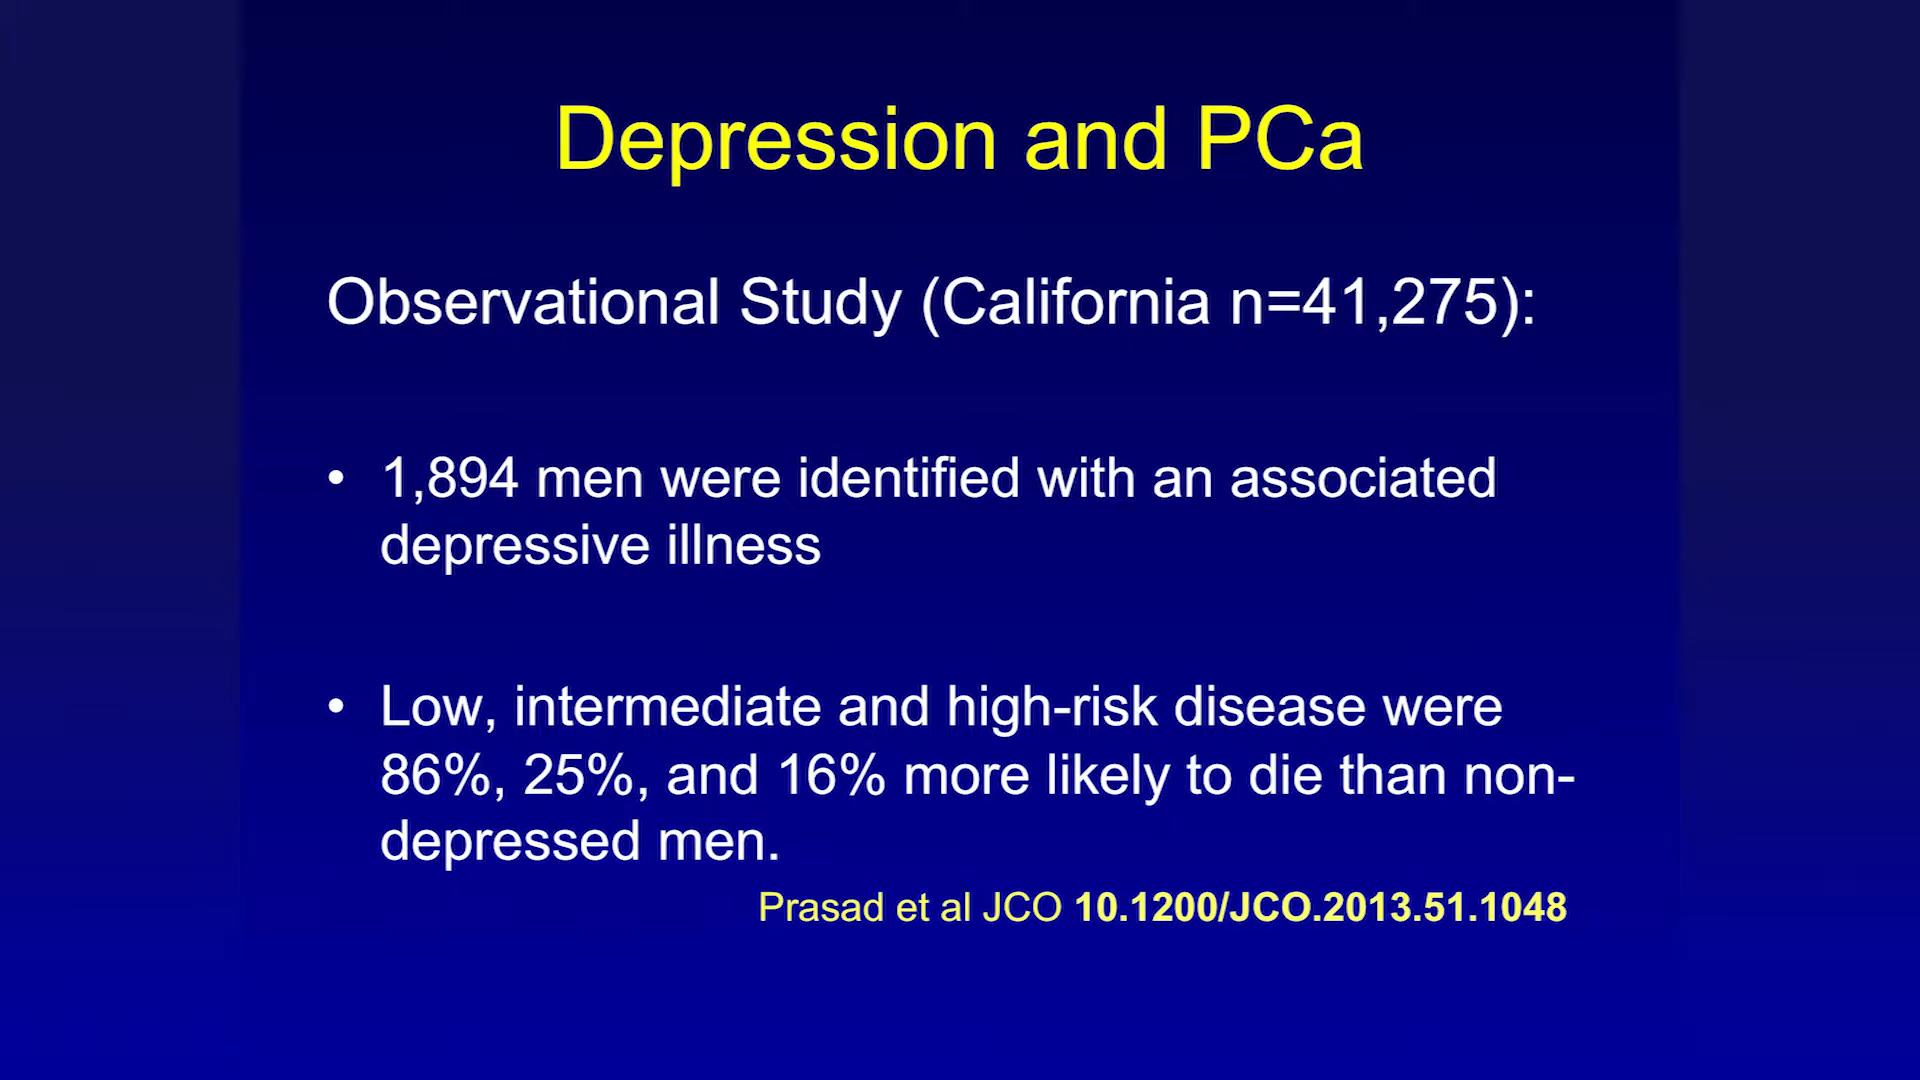 Depression and PCa
Observational Study (California n=41,275):
• 1,894 men were identified with an associated
depressive illness
• Low, intermediate and high-risk disease were
86%, 25%, and 16% more likely to die than non-
depressed men.
Prasad et al JCO 10.1200/JCO.2013.51.1048